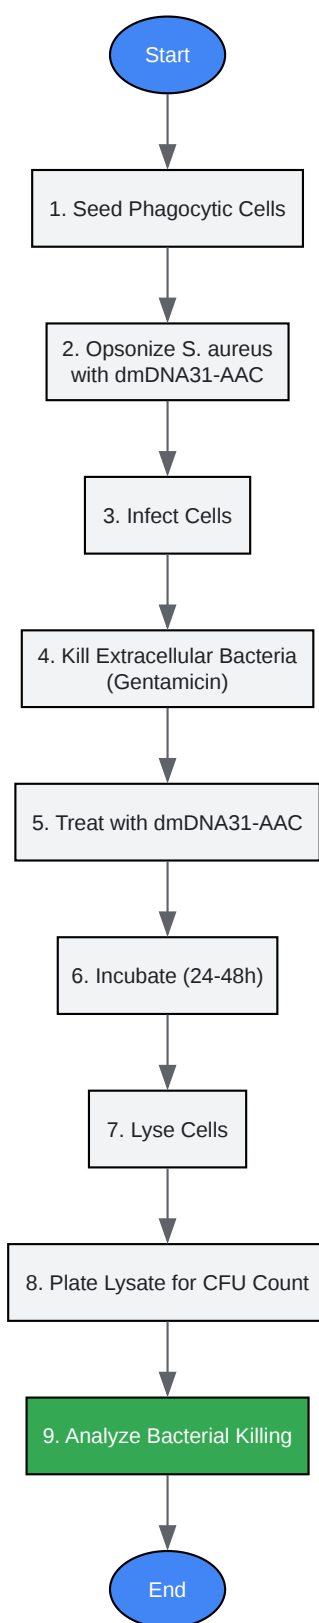 Start
1. Seed Phagocytic Cells
2. Opsonize S. aureus
with dmDNA31-AAC
3. Infect Cells
4. Kill Extracellular Bacteria
(Gentamicin)
5. Treat with dmDNA31-AAC
6. Incubate (24-48h)
7. Lyse Cells
8. Plate Lysate for CFU Count
9. Analyze Bacterial Killing
End